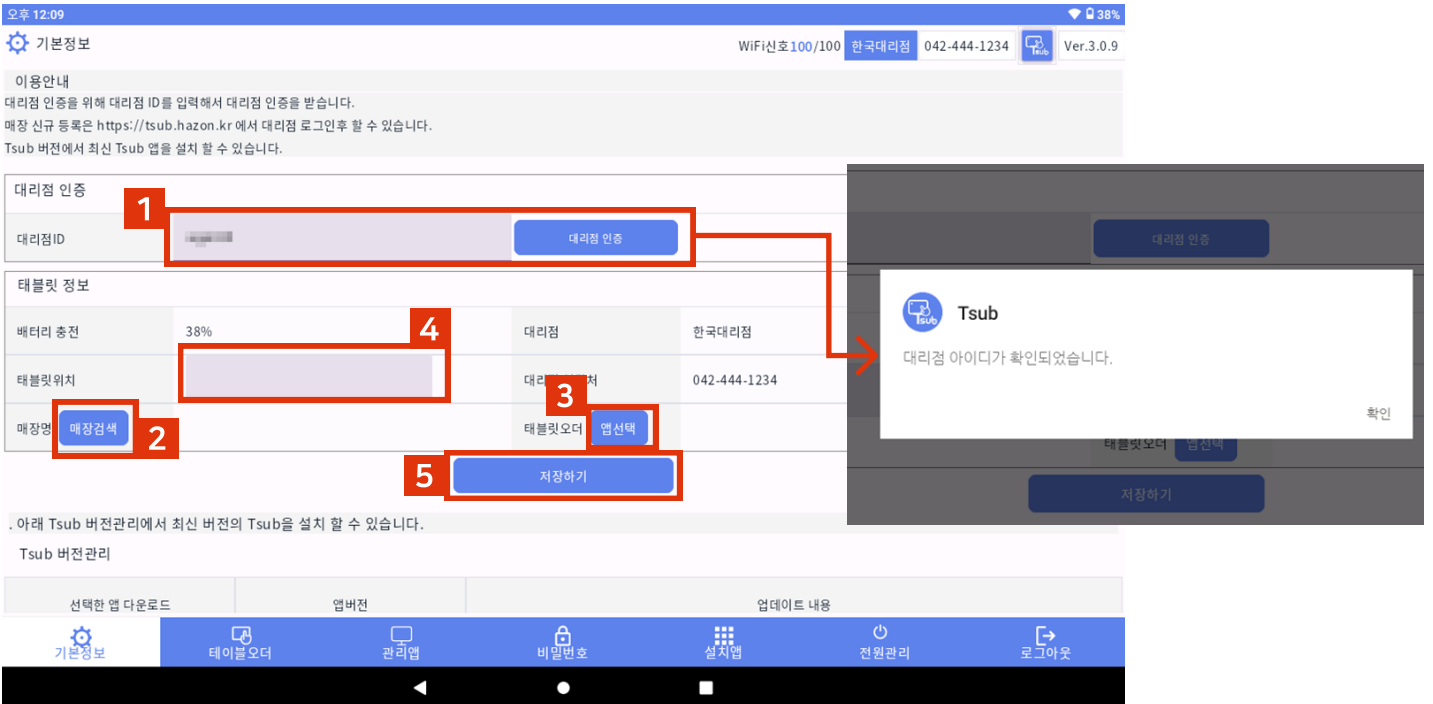 오후 12:09
38%
기본정보
WiFi신호100/100 한국대리점 042-444-1234 Tsub Ver.3.0.9
이용안내
대리점 인증을 위해 대리점 ID를 입력해서 대리점 인증을 받습니다.
매장 신규 등록은 https://tsub.hazon.kr 에서 대리점 로그인후 할 수 있습니다.
Tsub 버전에서 최신 Tsub 앱을 설치 할 수 있습니다.
대리점 인증
1
대리점ID
대리점 인증
태블릿 정보
배터리 충전 38% 4 대리점 한국대리점
태블릿위치
042-444-1234
3
매장명 매장검색 2 태블릿오더 앱선택
5 저장하기
. 아래 Tsub 버전관리에서 최신 버전의 Tsub을 설치 할 수 있습니다.
Tsub 버전관리
선택한 앱 다운로드 앱버전 업데이트 내용
기본정보 테이블오더 관리앱 비밀번호 설치앱 전원관리 로그아웃
대리점 인증
Tsub Tsub
대리점 아이디가 확인되었습니다.
확인
태블릿오더 앱선택
저장하기